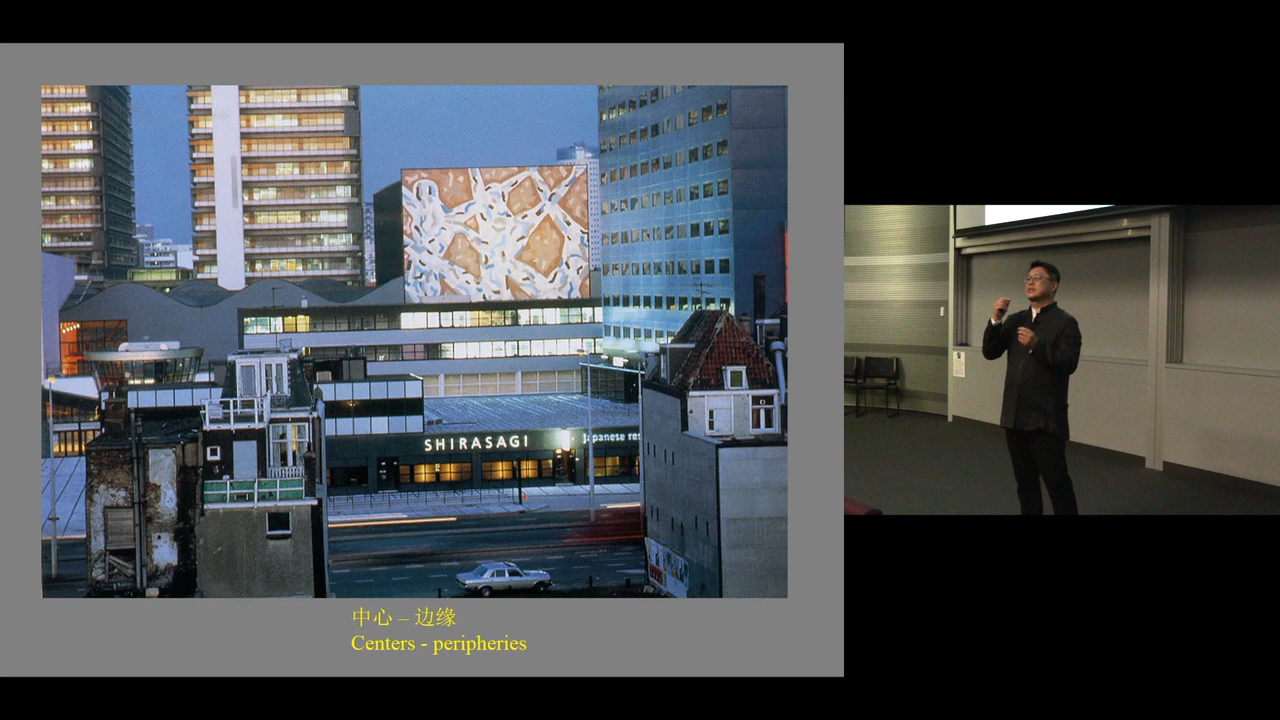 SHIRASAGI
Japanese res
中心 – 边缘
Centers - peripheries